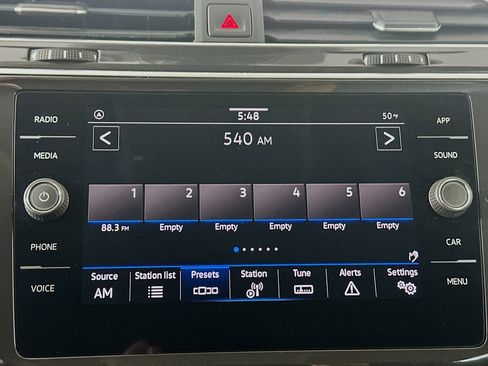 RADIO
MEDIA
PHONE
VOICE
5:48
50°F
540 AM
1 2 3 4 5 6
88.3 FM Empty Empty Empty Empty Empty
Source Station list Presets Station Tune Alerts Settings
AM
APP
SOUND
CAR
MENU